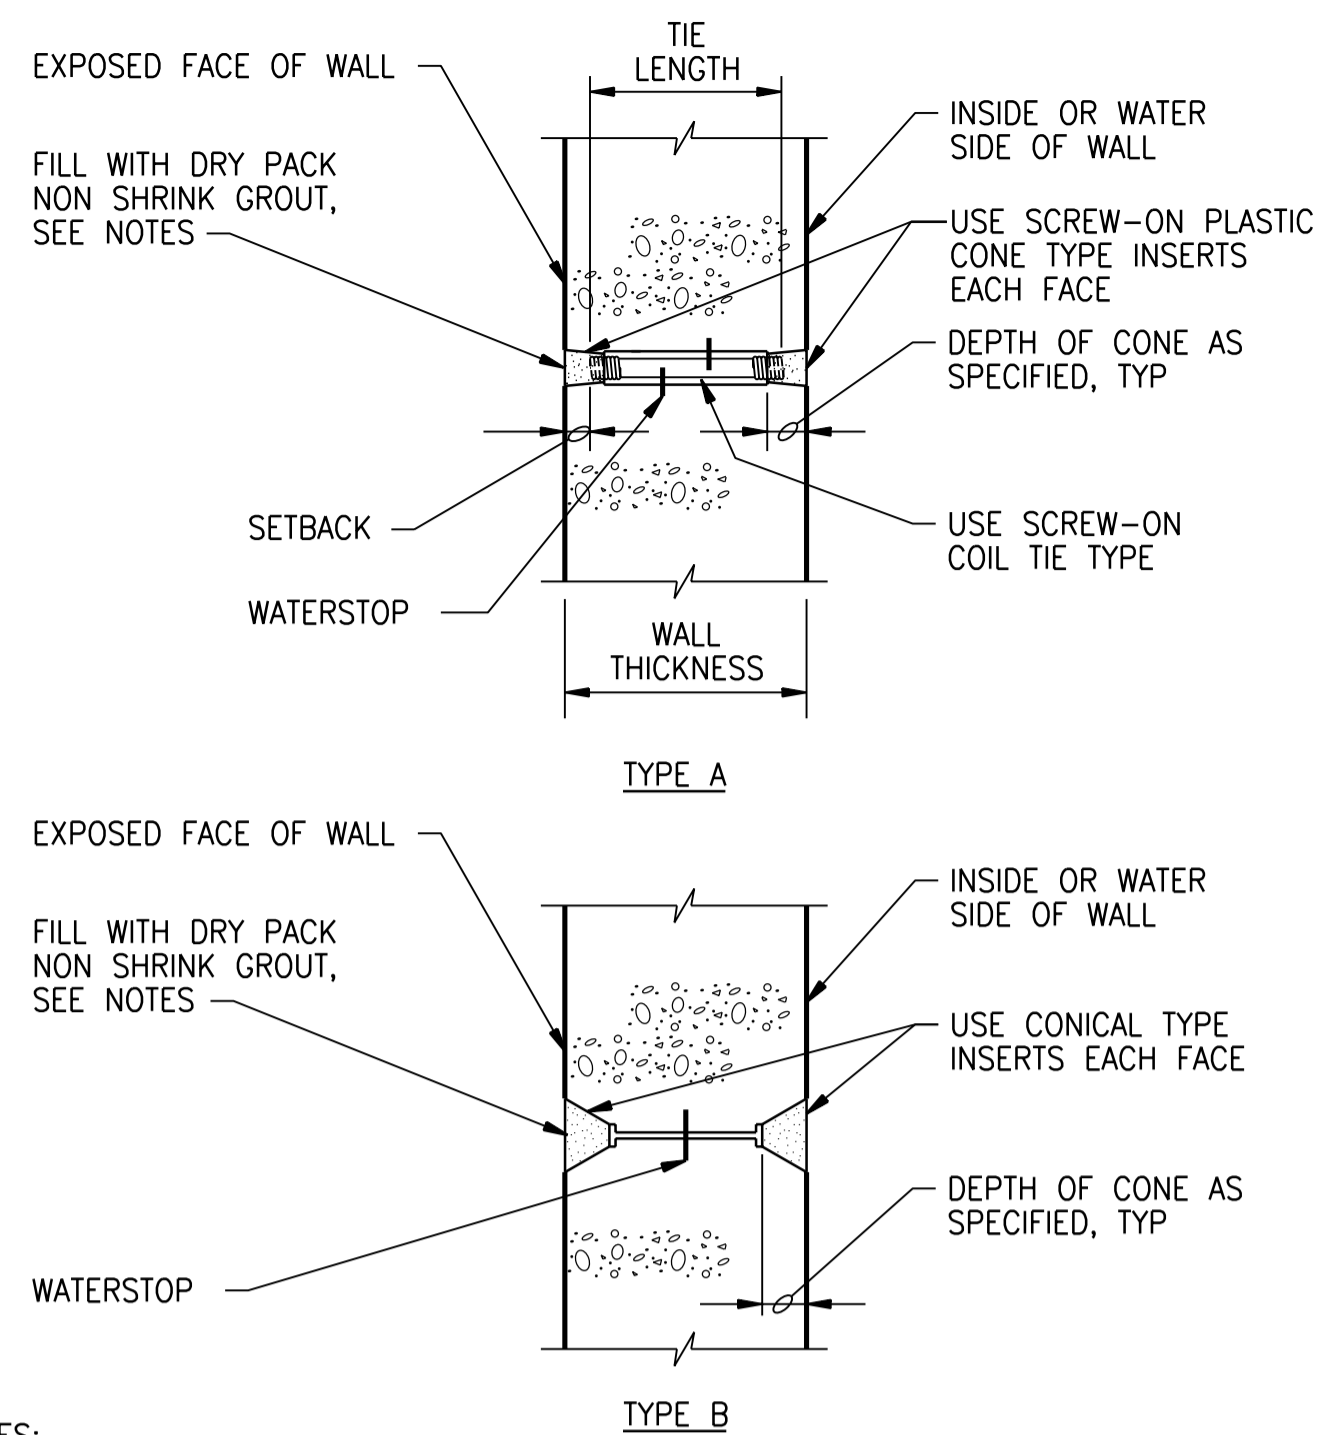 TIE
LENGTH
EXPOSED FACE OF WALL
INSIDE OR WATER
SIDE OF WALL
FILL WITH DRY PACK
NON SHRINK GROUT,
SEE NOTES
USE SCREW-ON PLASTIC
CONE TYPE INSERTS
EACH FACE
DEPTH OF CONE AS
SPECIFIED, TYP
SETBACK
USE SCREW-ON
COIL TIE TYPE
WATERSTOP
WALL
THICKNESS
TYPE A
EXPOSED FACE OF WALL
INSIDE OR WATER
SIDE OF WALL
FILL WITH DRY PACK
NON SHRINK GROUT,
SEE NOTES
USE CONICAL TYPE
INSERTS EACH FACE
DEPTH OF CONE AS
SPECIFIED, TYP
WATERSTOP
TYPE B